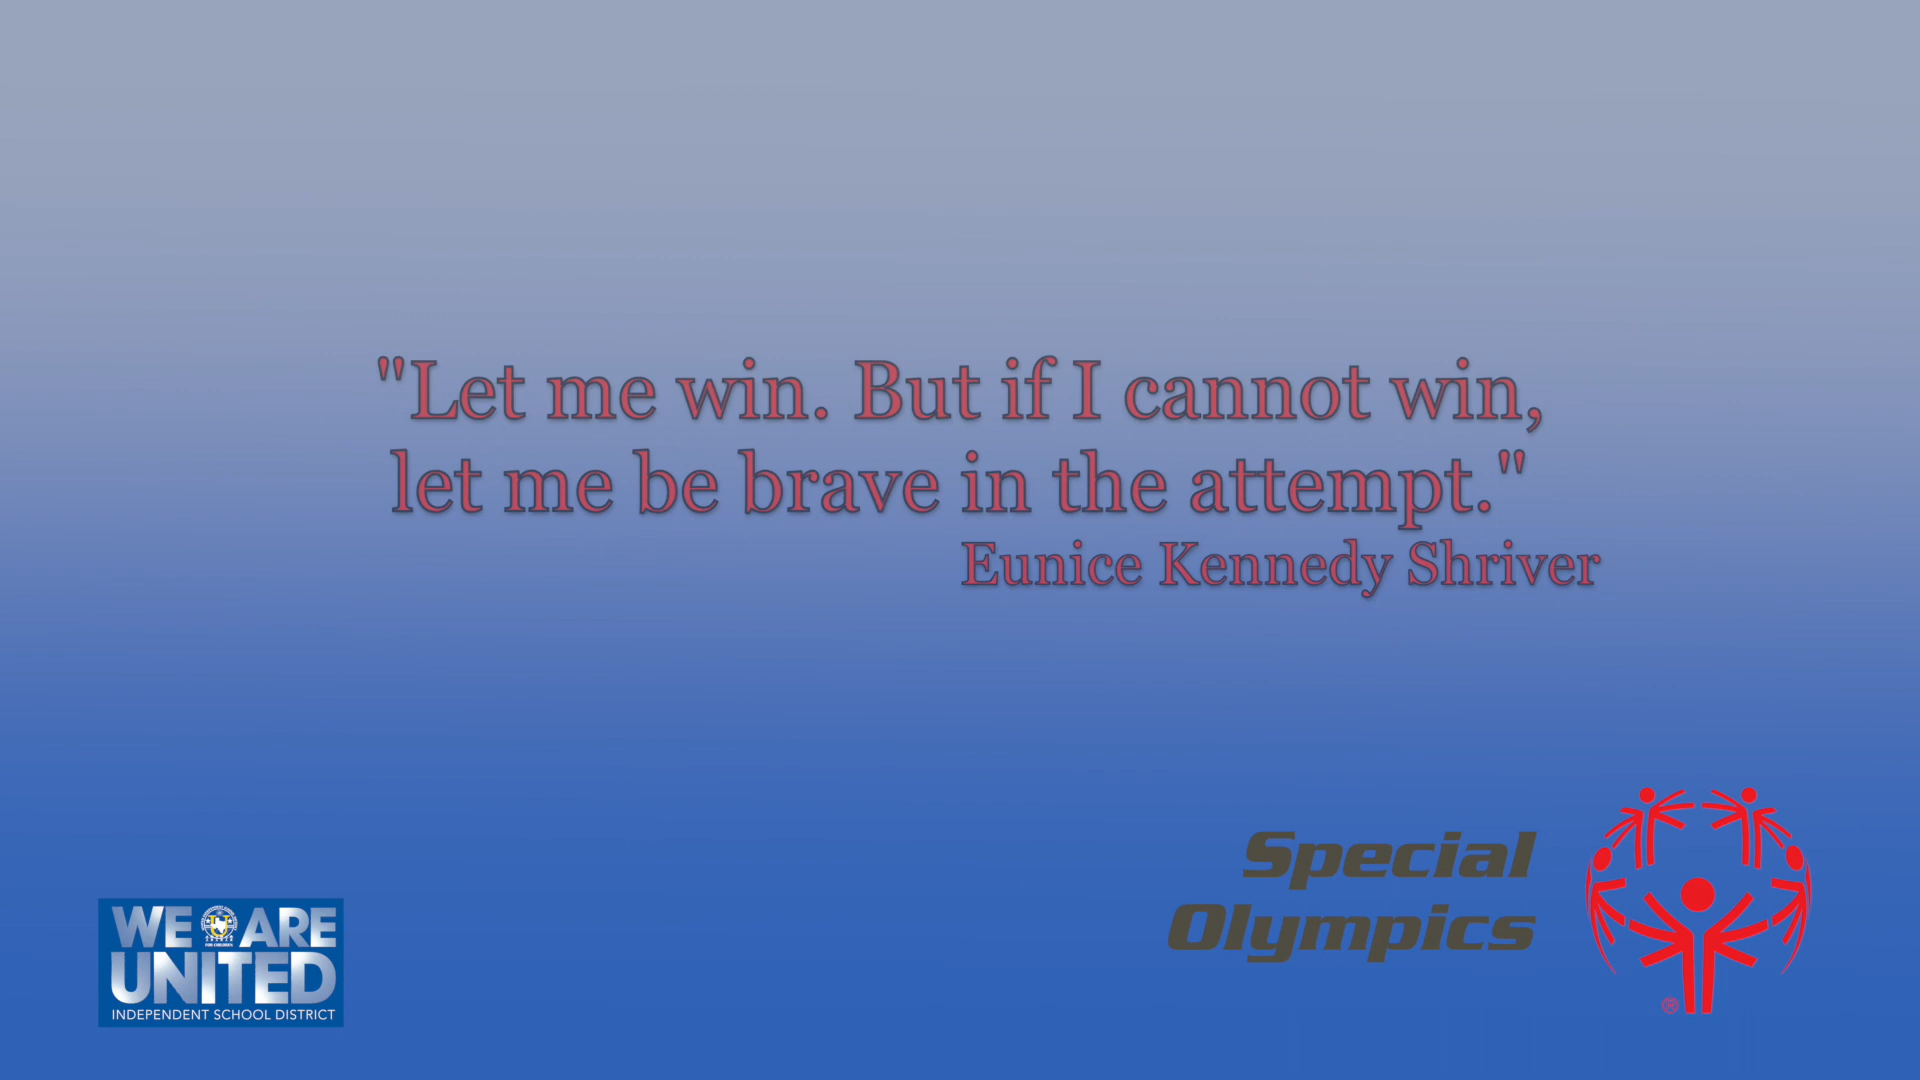 "Let me win. But if I cannot win,
let me be brave in the attempt."
Eunice Kennedy Shriver
Special
Olympics
®
WE ARE
UNITED
INDEPENDENT SCHOOL DISTRICT